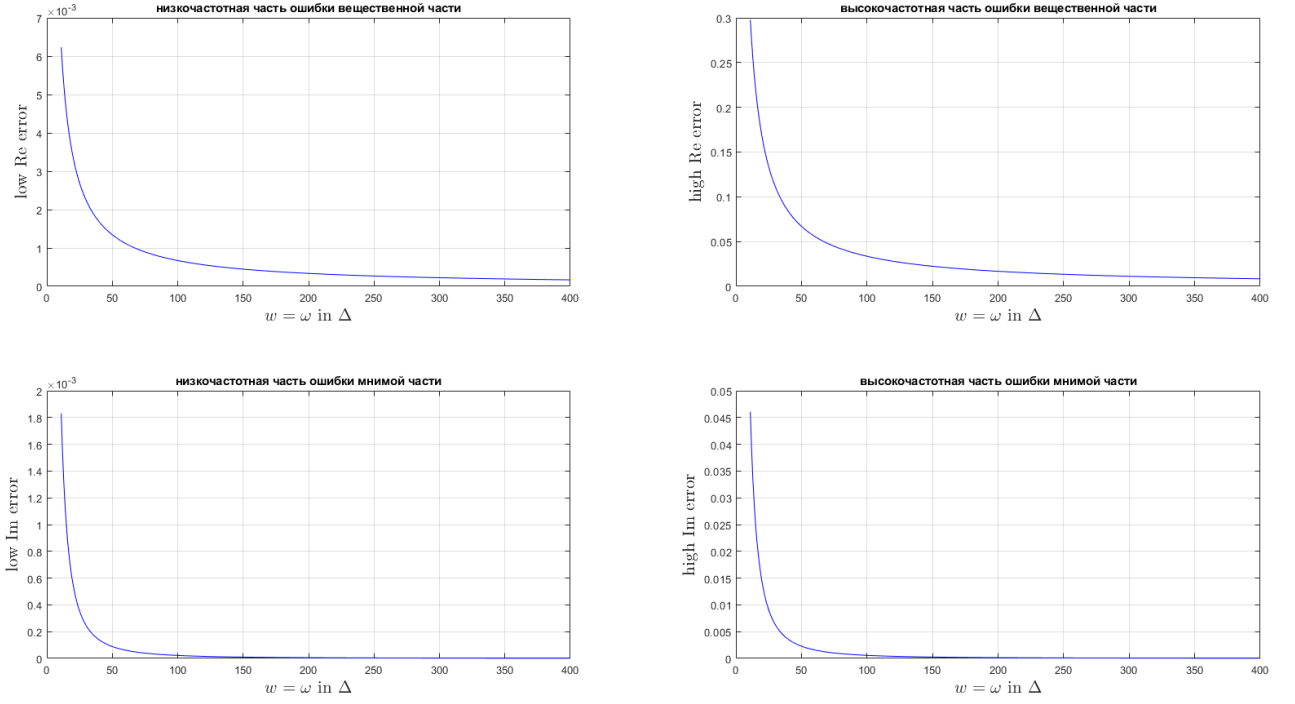 низкочастотная часть ошибки вещественной части
×10-3
7
6
5
4
3
2
1
0
low Re error
0 50 100 150 200 250 300 350 400
w = ω in Δ
высокочастотная часть ошибки вещественной части
0.3
0.25
0.2
0.15
0.1
0.05
0
high Re error
0 50 100 150 200 250 300 350 400
w = ω in Δ
низкочастотная часть ошибки мнимой части
×10-3
2
1.8
1.6
1.4
1.2
1
0.8
0.6
0.4
0.2
0
low Im error
0 50 100 150 200 250 300 350 400
w = ω in Δ
высокочастотная часть ошибки мнимой части
0.05
0.045
0.04
0.035
0.03
0.025
0.02
0.015
0.01
0.005
0
high Im error
0 50 100 150 200 250 300 350 400
w = ω in Δ